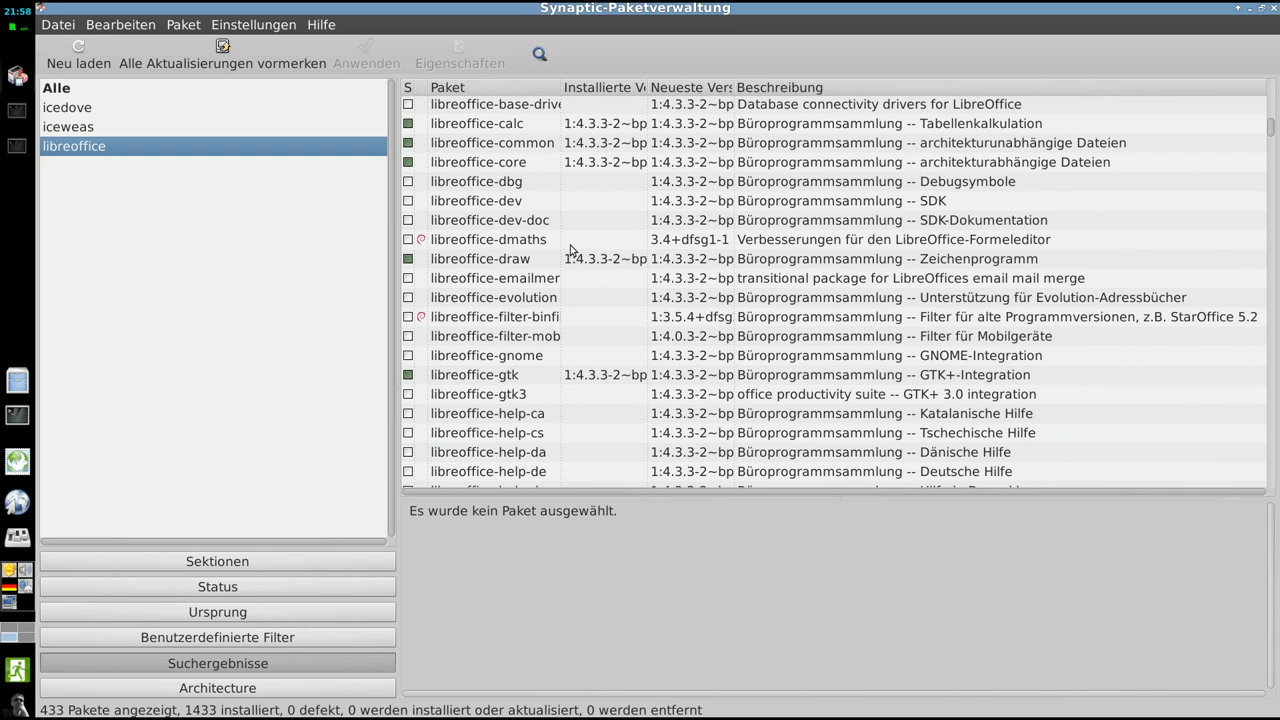 21:58
Synaptic-Paketverwaltung
Datei Bearbeiten Paket Einstellungen Hilfe
Neu laden Alle Aktualisierungen vormerken Anwenden Eigenschaften
Alle
icedove
iceweas
libreoffice
S Paket Installierte Ve Neueste Vers Beschreibung
libreoffice-base-drive 1:4.3.3-2~bp Database connectivity drivers for LibreOffice
libreoffice-calc 1:4.3.3-2~bp 1:4.3.3-2~bp Büroprogrammsammlung -- Tabellenkalkulation
libreoffice-common 1:4.3.3-2~bp 1:4.3.3-2~bp Büroprogrammsammlung -- architekturunabhängige Dateien
libreoffice-core 1:4.3.3-2~bp 1:4.3.3-2~bp Büroprogrammsammlung -- architekturabhängige Dateien
libreoffice-dbg 1:4.3.3-2~bp Büroprogrammsammlung -- Debugsymbole
libreoffice-dev 1:4.3.3-2~bp Büroprogrammsammlung -- SDK
libreoffice-dev-doc 1:4.3.3-2~bp Büroprogrammsammlung -- SDK-Dokumentation
libreoffice-dmaths 3.4+dfsg1-1 Verbesserungen für den LibreOffice-Formeleditor
libreoffice-draw 1:4.3.3-2~bp 1:4.3.3-2~bp Büroprogrammsammlung -- Zeichenprogramm
libreoffice-emailmer 1:4.3.3-2~bp transitional package for LibreOffices email mail merge
libreoffice-evolution 1:4.3.3-2~bp Büroprogrammsammlung -- Unterstützung für Evolution-Adressbücher
libreoffice-filter-binfi 1:3.5.4+dfsg Büroprogrammsammlung -- Filter für alte Programmversionen, z.B. StarOffice 5.2
libreoffice-filter-mob 1:4.0.3-2~bp Büroprogrammsammlung -- Filter für Mobilgeräte
libreoffice-gnome 1:4.3.3-2~bp Büroprogrammsammlung -- GNOME-Integration
libreoffice-gtk 1:4.3.3-2~bp 1:4.3.3-2~bp Büroprogrammsammlung -- GTK+-Integration
libreoffice-gtk3 1:4.3.3-2~bp office productivity suite -- GTK+ 3.0 integration
libreoffice-help-ca 1:4.3.3-2~bp Büroprogrammsammlung -- Katalanische Hilfe
libreoffice-help-cs 1:4.3.3-2~bp Büroprogrammsammlung -- Tschechische Hilfe
libreoffice-help-da 1:4.3.3-2~bp Büroprogrammsammlung -- Dänische Hilfe
libreoffice-help-de 1:4.3.3-2~bp Büroprogrammsammlung -- Deutsche Hilfe
Es wurde kein Paket ausgewählt.
Sektionen
Status
Ursprung
Benutzerdefinierte Filter
Suchergebnisse
Architecture
433 Pakete angezeigt, 1433 installiert, 0 defekt, 0 werden installiert oder aktualisiert, 0 werden entfernt